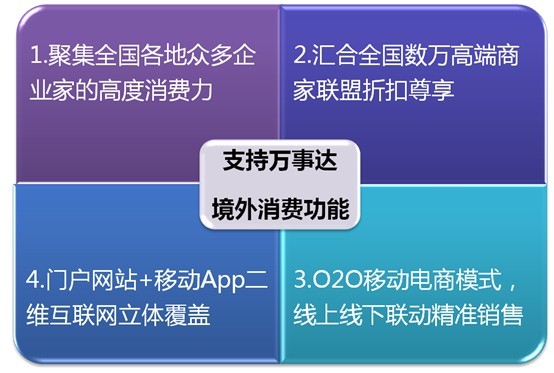 1.聚集全国各地众多企
业家的高度消费力
2.汇合全国数万高端商
家联盟折扣尊享
支持万事达
境外消费功能
4.门户网站+移动App二
维互联网立体覆盖
3.O2O移动电商模式，
线上线下联动精准销售